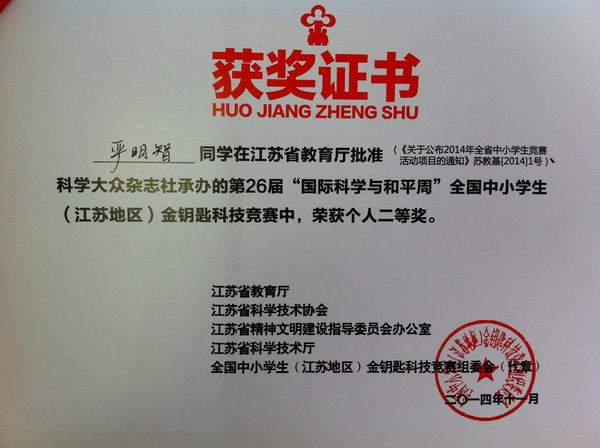 获奖证书
HUO JIANG ZHENG SHU
严明智 同学在江苏省教育厅批准(《关于公布2014年全省中小学生竞赛
活动项目的通知》苏教基[2014]1号)、
科学大众杂志社承办的第26届“国际科学与和平周”全国中小学生
(江苏地区)金钥匙科技竞赛中,荣获个人二等奖。
江苏省教育厅
江苏省科学技术协会
江苏省精神文明建设指导委员会办公室
江苏省科学技术厅
全国中小学生(江苏地区)金钥匙科技竞赛组委会(代章)
二〇一四年十一月